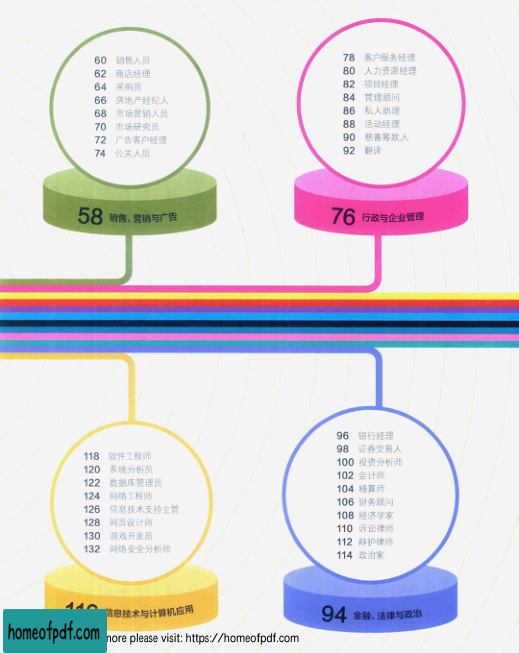 60 销售人员
62 商店经理
64 采购员
66 房地产经纪人
68 市场营销人员
70 市场研究员
72 广告客户经理
74 公关人员
58 销售、营销与广告
78 客户服务经理
80 人力资源经理
82 项目经理
84 管理顾问
86 私人助理
88 活动经理
90 慈善筹款人
92 翻译
76 行政与企业管理
118 软件工程师
120 系统分析员
122 数据库管理员
124 网络工程师
126 信息技术支持主管
128 网页设计师
130 游戏开发员
132 网络安全分析师
信息技术与计算机应用
96 银行经理
98 证券交易人
100 投资分析师
102 会计师
104 精算师
106 财务顾问
108 经济学家
110 诉讼律师
112 辩护律师
114 政治家
94 金融、法律与政治
homeofpdf.com
more please visit: https://homeofpdf.com